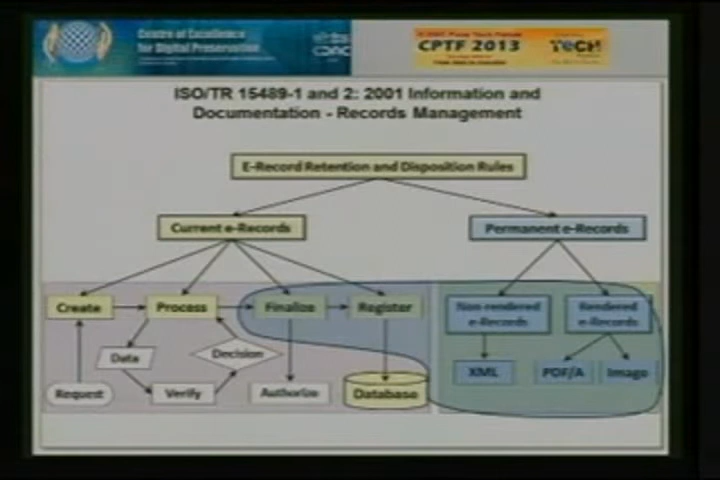 Centre of Excellence
for Digital Preservation
CDAC
CPTF 2013
TECH
ISO/TR 15489-1 and 2: 2001 Information and
Documentation - Records Management
E-Record Retention and Disposition Rules
Current e-Records
Permanent e-Records
Create
Process
Finalize
Register
Non rendered
e-Records
Rendered
e-Records
Data
Decision
XML
PDF/A
Image
Request
Verify
Authorize
Database